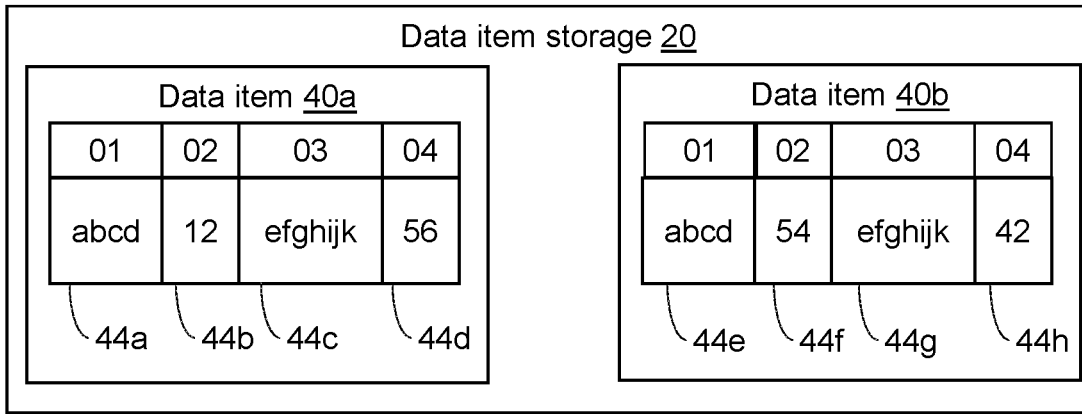 Data item storage 20
Data item 40a
01 02 03 04
abcd 12 efghijk 56
44a 44b 44c 44d
Data item 40b
01 02 03 04
abcd 54 efghijk 42
44e 44f 44g 44h